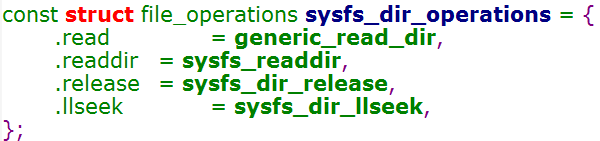 const struct file_operations sysfs_dir_operations = {
.read = generic_read_dir,
.readdir = sysfs_readdir,
.release = sysfs_dir_release,
.llseek = sysfs_dir_llseek,
};